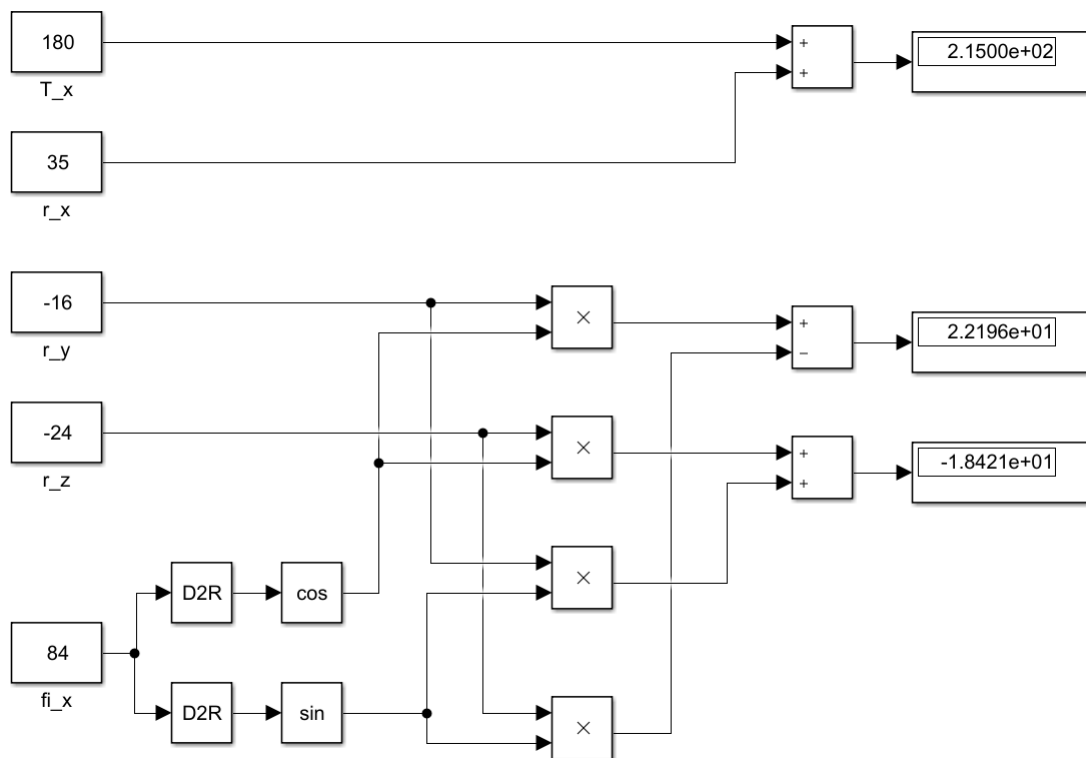 180
T_x
+
+
2.1500e+02
35
r_x
-16
r_y
×
+
−
2.2196e+01
-24
r_z
×
+
+
-1.8421e+01
×
D2R
cos
84
fi_x
D2R
sin
×